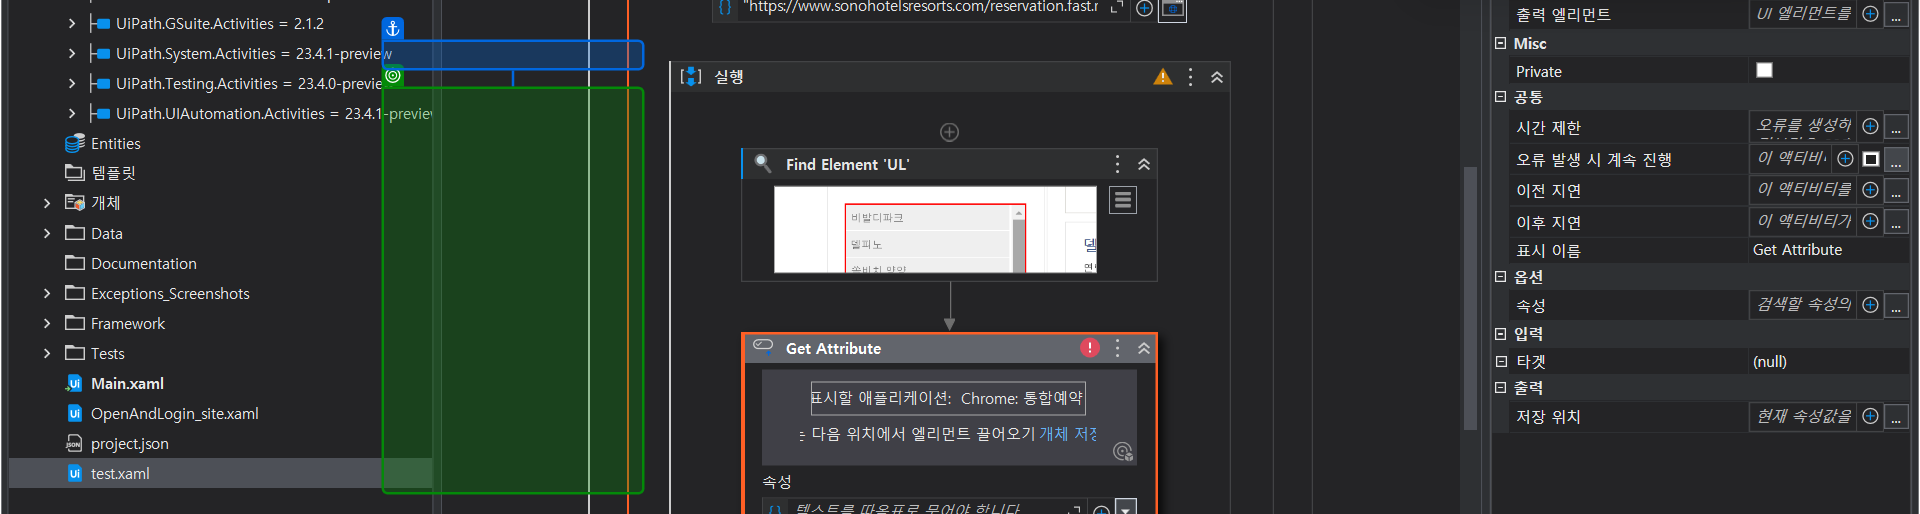 UiPath.GSuite.Activities = 2.1.2
UiPath.System.Activities = 23.4.1-preview
UiPath.Testing.Activities = 23.4.0-preview
UiPath.UIAutomation.Activities = 23.4.1-preview
Entities
템플릿
개체
Data
Documentation
Exceptions_Screenshots
Framework
Tests
Main.xaml
OpenAndLogin_site.xaml
project.json
test.xaml
"https://www.sonohotelsresorts.com/reservation.fast.r
실행
Find Element 'UL'
비발디파크
델피노
쏠비치 양양
Get Attribute
표시할 애플리케이션: Chrome: 통합예약
다음 위치에서 엘리먼트 끌어오기 개체 저장
속성
텍스트를 따옴표로 묶어야 합니다
출력 엘리먼트 UI 엘리먼트를 ...
Misc
Private
공통
시간 제한 오류를 생성하 ...
오류 발생 시 계속 진행 이 액티비 ...
이전 지연 이 액티비티를 ...
이후 지연 이 액티비티가 ...
표시 이름 Get Attribute
옵션
속성 검색할 속성의 ...
입력
타겟 (null)
출력
저장 위치 현재 속성값을 ...